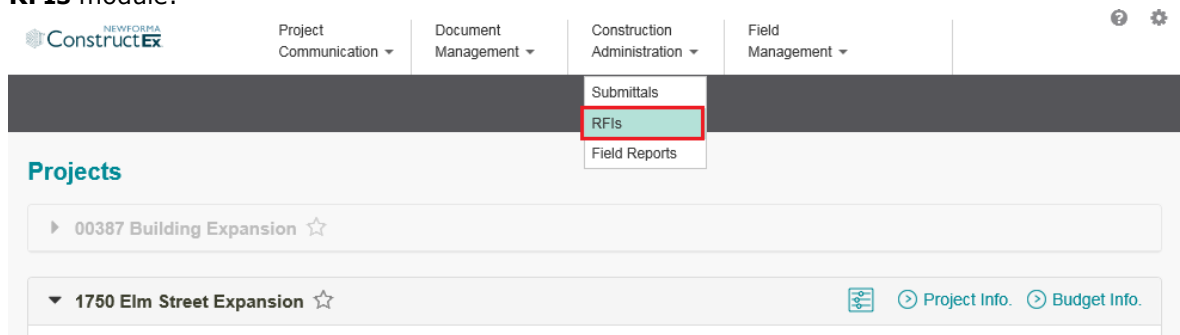 RFIs module:
NEWFORMA
ConstructEx
Project
Communication
Document
Management
Construction
Administration
Field
Management
Submittals
RFIs
Field Reports
Projects
00387 Building Expansion
1750 Elm Street Expansion
Project Info.
Budget Info.